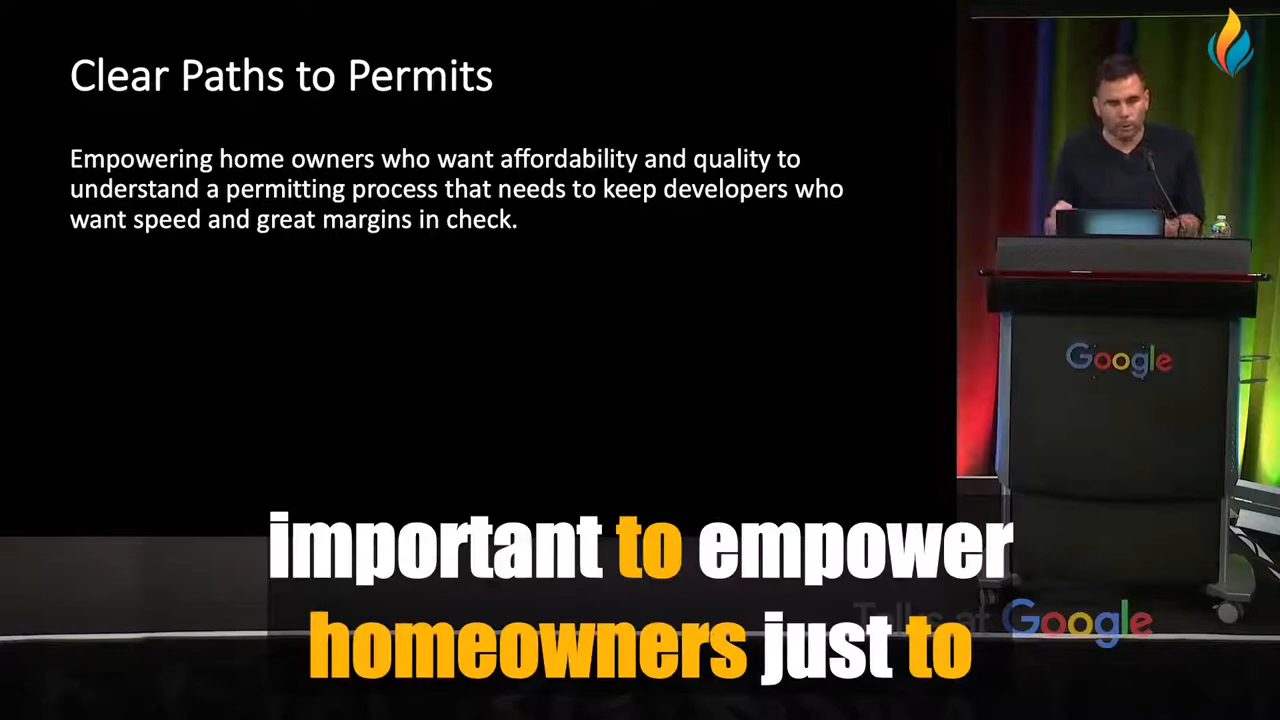 Clear Paths to Permits
Empowering home owners who want affordability and quality to
understand a permitting process that needs to keep developers who
want speed and great margins in check.
Google
important to empower
homeowners just to
Talks at Google